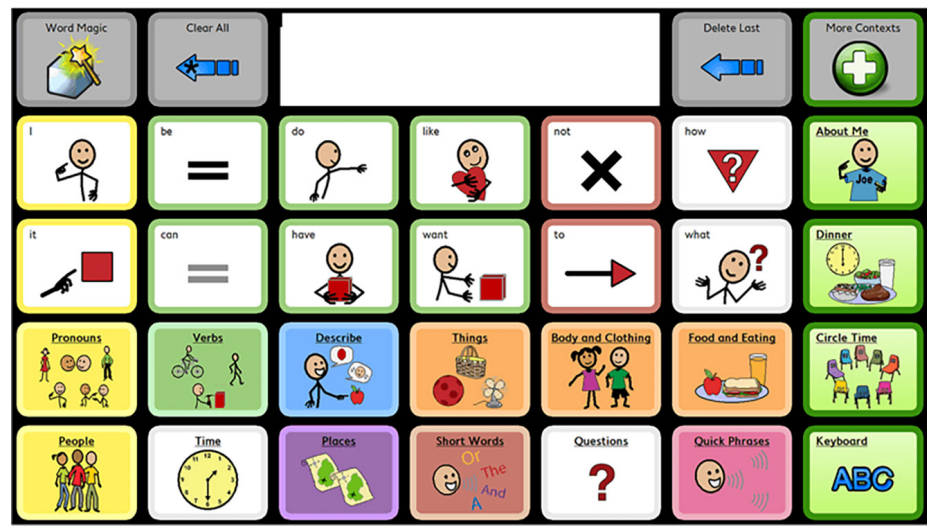 Word Magic
Clear All
Delete Last
More Contexts
I
be
do
like
not
how
About Me
Joe
it
can
have
want
to
what
Dinner
Pronouns
Verbs
Describe
Things
Body and Clothing
Food and Eating
Circle Time
People
Time
Places
Short Words
Or
The
And
A
Questions
Quick Phrases
Keyboard
ABC